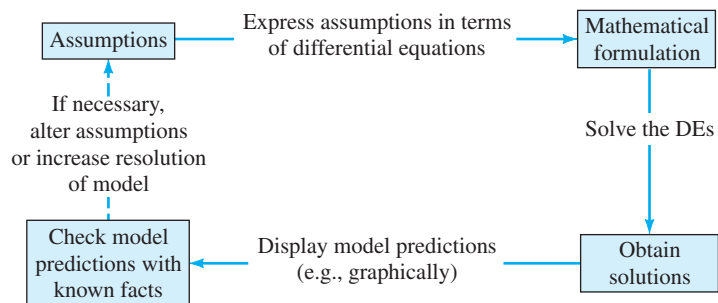 Assumptions
Express assumptions in terms
of differential equations
Mathematical
formulation
If necessary,
alter assumptions
or increase resolution
of model
Solve the DEs
Check model
predictions with
known facts
Display model predictions
(e.g., graphically)
Obtain
solutions